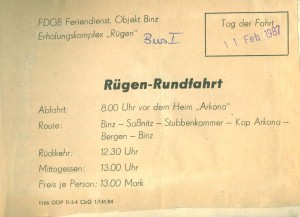 FDGB Feriendienst, Objekt Binz
Erholungskomplex „Rügen"
Bus I
Tag der Fahrt
11. Feb. 1987
Rügen-Rundfahrt
Abfahrt: 8.00 Uhr vor dem Heim „Arkona"
Route: Binz – Saßnitz – Stubbenkammer – Kap Arkona –
Bergen – Binz
Rückkehr: 12.30 Uhr
Mittagessen: 13.00 Uhr
Preis je Person: 13.00 Mark